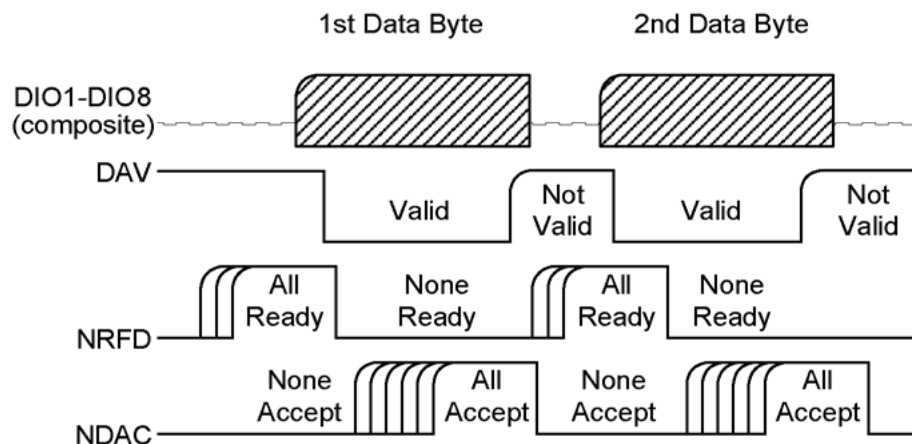 1st Data Byte 2nd Data Byte
DIO1-DIO8
(composite)
DAV
Valid
Not
Valid
Valid
Not
Valid
All
Ready
None
Ready
All
Ready
None
Ready
NRFD
None
Accept
All
Accept
None
Accept
All
Accept
NDAC